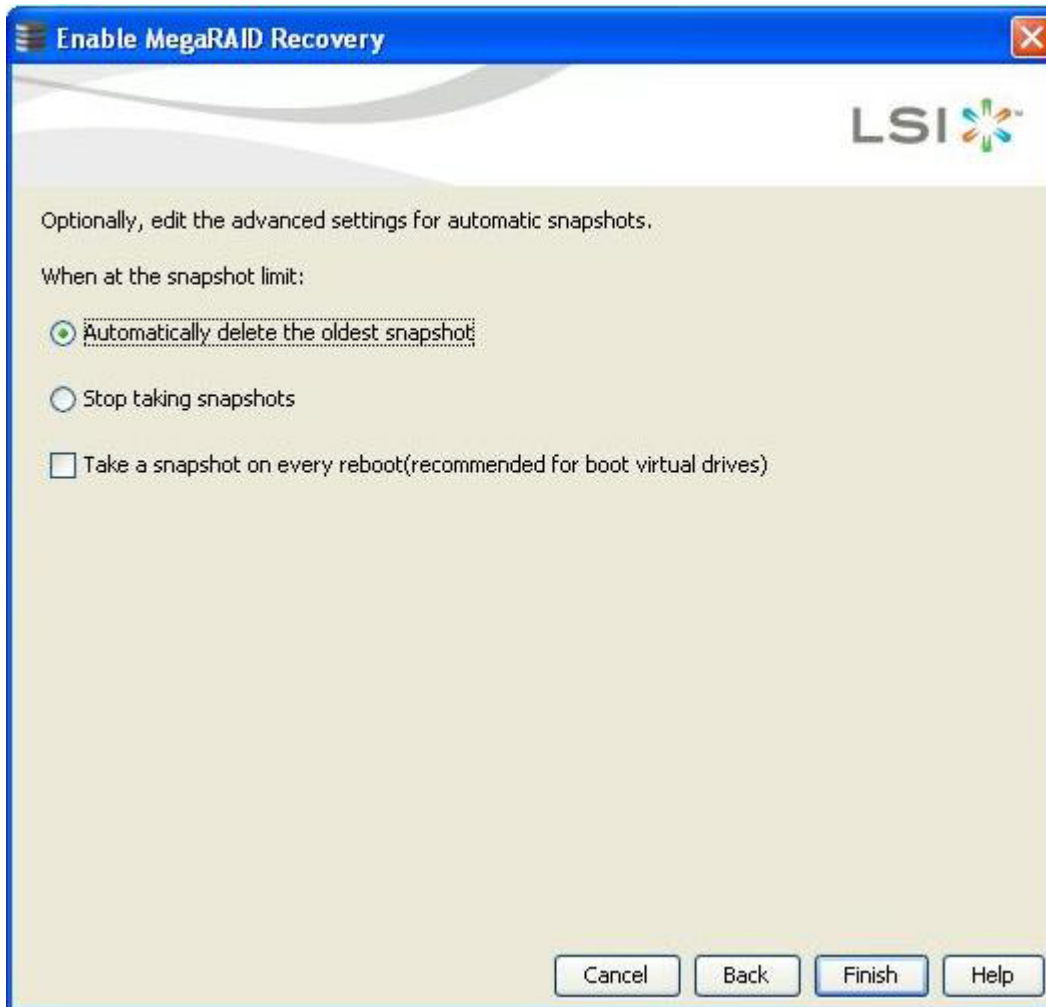 Enable MegaRAID Recovery
LSI
Optionally, edit the advanced settings for automatic snapshots.
When at the snapshot limit:
Automatically delete the oldest snapshot
Stop taking snapshots
Take a snapshot on every reboot(recommended for boot virtual drives)
Cancel Back Finish Help